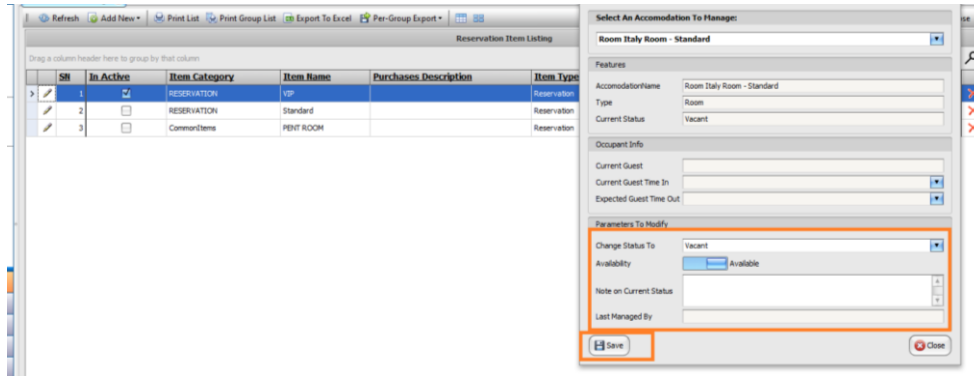 Refresh Add New Print List Print Group List Export To Excel Per-Group Export
Reservation Item Listing
Drag a column header here to group by that column
SN In Active Item Category Item Name Purchases Description Item Type
1 RESERVATION VIP Reservation
2 RESERVATION Standard Reservation
3 CommonItems PENT ROOM Reservation
Select An Accomodation To Manage:
Room Italy Room - Standard
Features
AccomodationName Room Italy Room - Standard
Type Room
Current Status Vacant
Occupant Info
Current Guest
Current Guest Time In
Expected Guest Time Out
Parameters To Modify
Change Status To Vacant
Availability Available
Note on Current Status
Last Managed By
Save Close